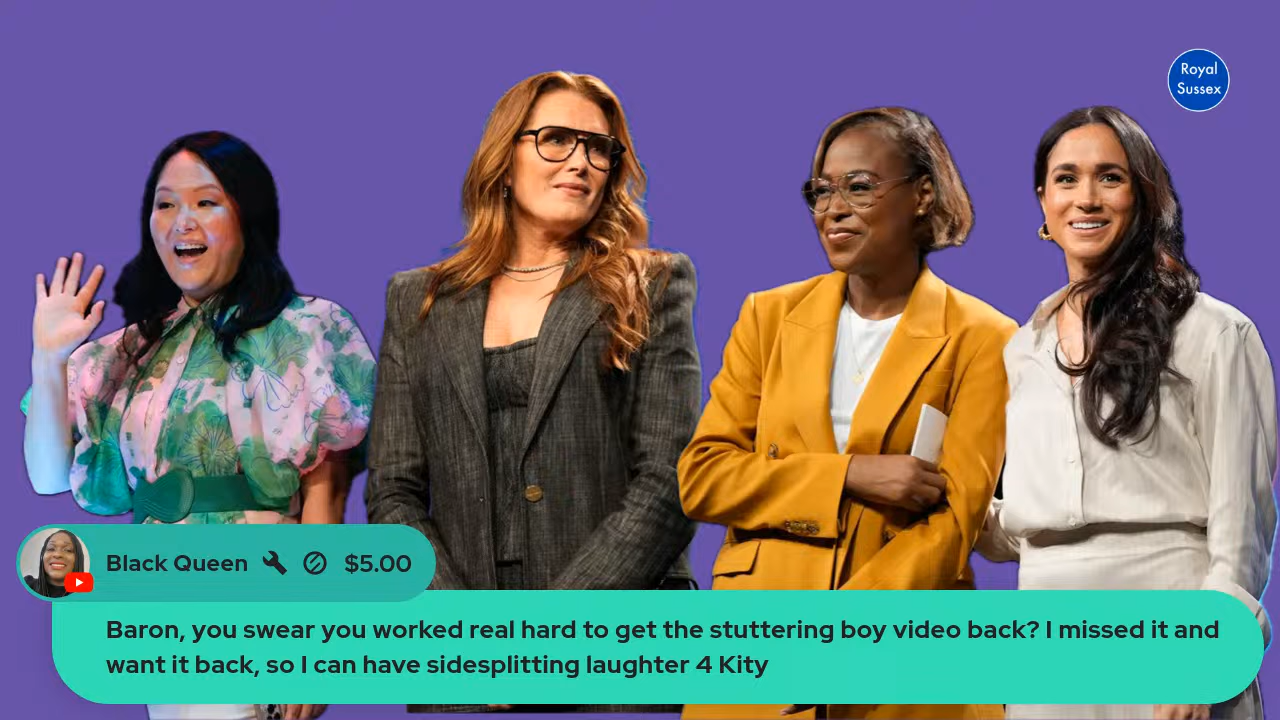 Royal
Sussex
Black Queen $5.00
Baron, you swear you worked real hard to get the stuttering boy video back? I missed it and
want it back, so I can have sidesplitting laughter 4 Kity